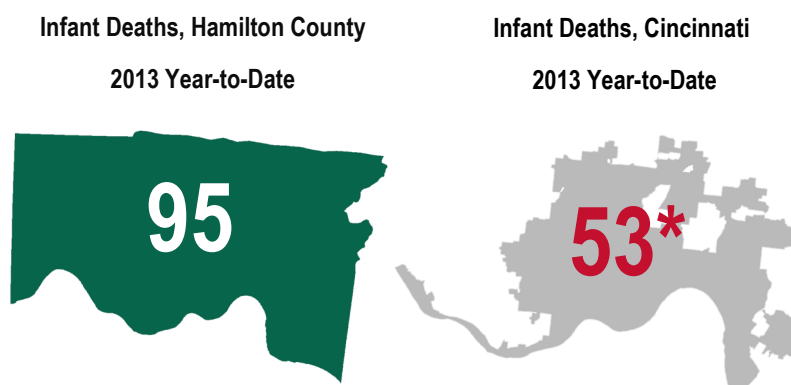 Infant Deaths, Hamilton County
2013 Year-to-Date
95
Infant Deaths, Cincinnati
2013 Year-to-Date
53*